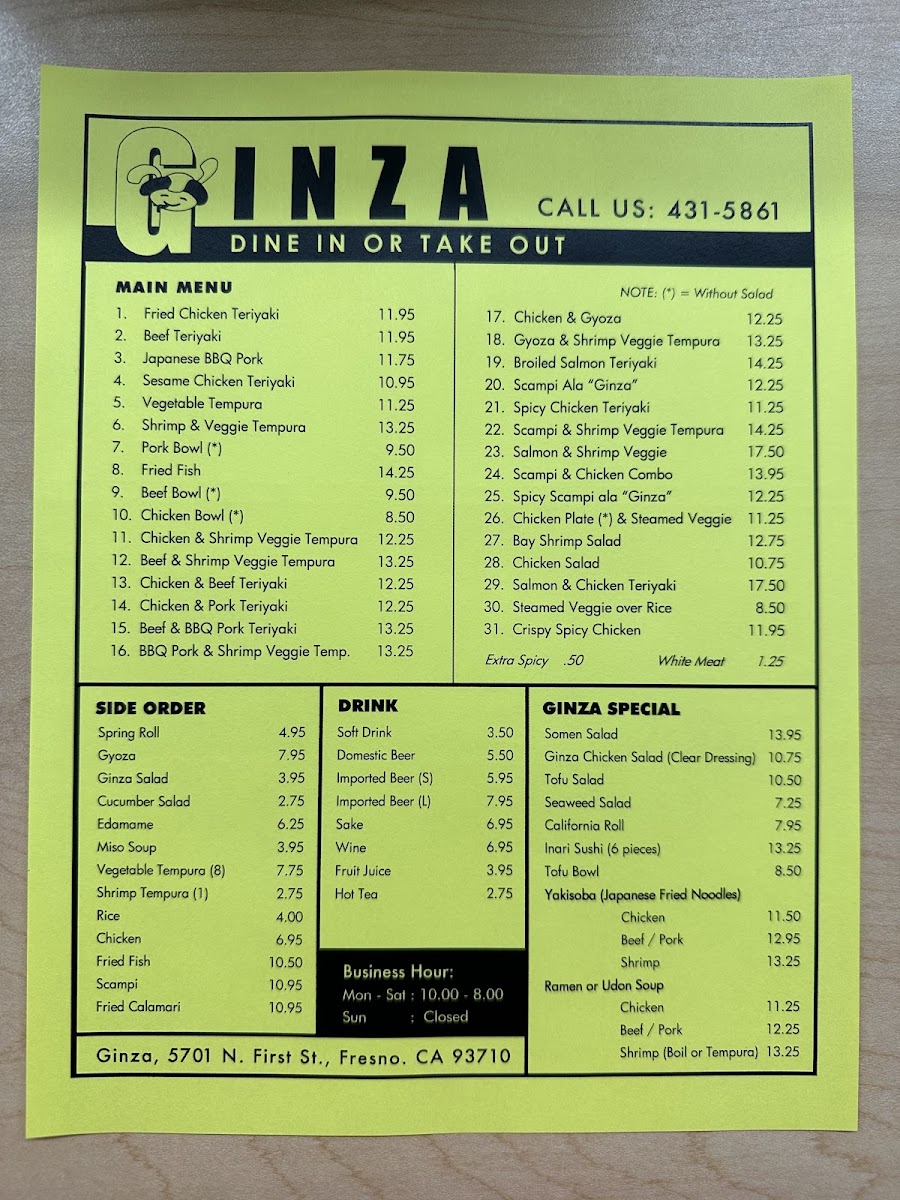 GINZA
CALL US: 431-5861
DINE IN OR TAKE OUT
MAIN MENU
1. Fried Chicken Teriyaki 11.95
2. Beef Teriyaki 11.95
3. Japanese BBQ Pork 11.75
4. Sesame Chicken Teriyaki 10.95
5. Vegetable Tempura 11.25
6. Shrimp & Veggie Tempura 13.25
7. Pork Bowl (*) 9.50
8. Fried Fish 14.25
9. Beef Bowl (*) 9.50
10. Chicken Bowl (*) 8.50
11. Chicken & Shrimp Veggie Tempura 12.25
12. Beef & Shrimp Veggie Tempura 13.25
13. Chicken & Beef Teriyaki 12.25
14. Chicken & Pork Teriyaki 12.25
15. Beef & BBQ Pork Teriyaki 13.25
16. BBQ Pork & Shrimp Veggie Temp. 13.25
NOTE: (*) = Without Salad
17. Chicken & Gyoza 12.25
18. Gyoza & Shrimp Veggie Tempura 13.25
19. Broiled Salmon Teriyaki 14.25
20. Scampi Ala “Ginza” 12.25
21. Spicy Chicken Teriyaki 11.25
22. Scampi & Shrimp Veggie Tempura 14.25
23. Salmon & Shrimp Veggie 17.50
24. Scampi & Chicken Combo 13.95
25. Spicy Scampi ala “Ginza” 12.25
26. Chicken Plate (*) & Steamed Veggie 11.25
27. Bay Shrimp Salad 12.75
28. Chicken Salad 10.75
29. Salmon & Chicken Teriyaki 17.50
30. Steamed Veggie over Rice 8.50
31. Crispy Spicy Chicken 11.95
Extra Spicy .50 White Meat 1.25
SIDE ORDER
Spring Roll 4.95
Gyoza 7.95
Ginza Salad 3.95
Cucumber Salad 2.75
Edamame 6.25
Miso Soup 3.95
Vegetable Tempura (8) 7.75
Shrimp Tempura (1) 2.75
Rice 4.00
Chicken 6.95
Fried Fish 10.50
Scampi 10.95
Fried Calamari 10.95
DRINK
Soft Drink 3.50
Domestic Beer 5.50
Imported Beer (S) 5.95
Imported Beer (L) 7.95
Sake 6.95
Wine 6.95
Fruit Juice 3.95
Hot Tea 2.75
Business Hour:
Mon - Sat : 10.00 - 8.00
Sun : Closed
GINZA SPECIAL
Somen Salad 13.95
Ginza Chicken Salad (Clear Dressing) 10.75
Tofu Salad 10.50
Seaweed Salad 7.25
California Roll 7.95
Inari Sushi (6 pieces) 13.25
Tofu Bowl 8.50
Yakisoba (Japanese Fried Noodles)
Chicken 11.50
Beef / Pork 12.95
Shrimp 13.25
Ramen or Udon Soup
Chicken 11.25
Beef / Pork 12.25
Shrimp (Boil or Tempura) 13.25
Ginza, 5701 N. First St., Fresno. CA 93710